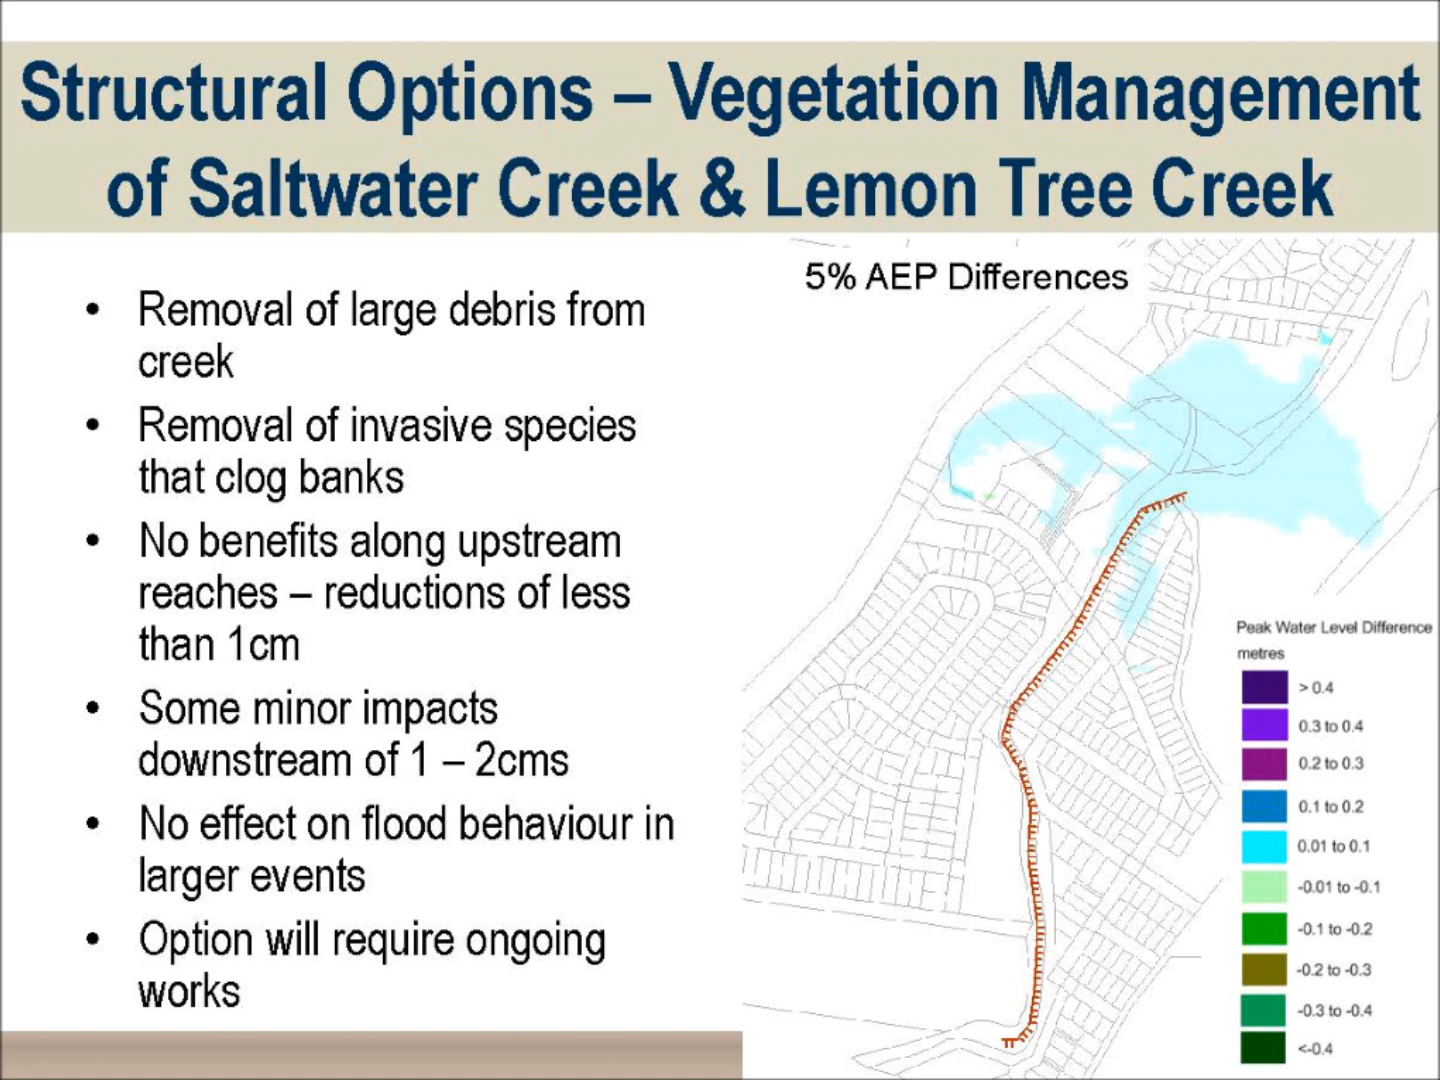 Structural Options – Vegetation Management
of Saltwater Creek & Lemon Tree Creek
5% AEP Differences
• Removal of large debris from
creek
• Removal of invasive species
that clog banks
• No benefits along upstream
reaches – reductions of less
than 1cm
• Some minor impacts
downstream of 1 – 2cms
• No effect on flood behaviour in
larger events
• Option will require ongoing
works
Peak Water Level Difference
metres
> 0.4
0.3 to 0.4
0.2 to 0.3
0.1 to 0.2
0.01 to 0.1
-0.01 to -0.1
-0.1 to -0.2
-0.2 to -0.3
-0.3 to -0.4
<-0.4